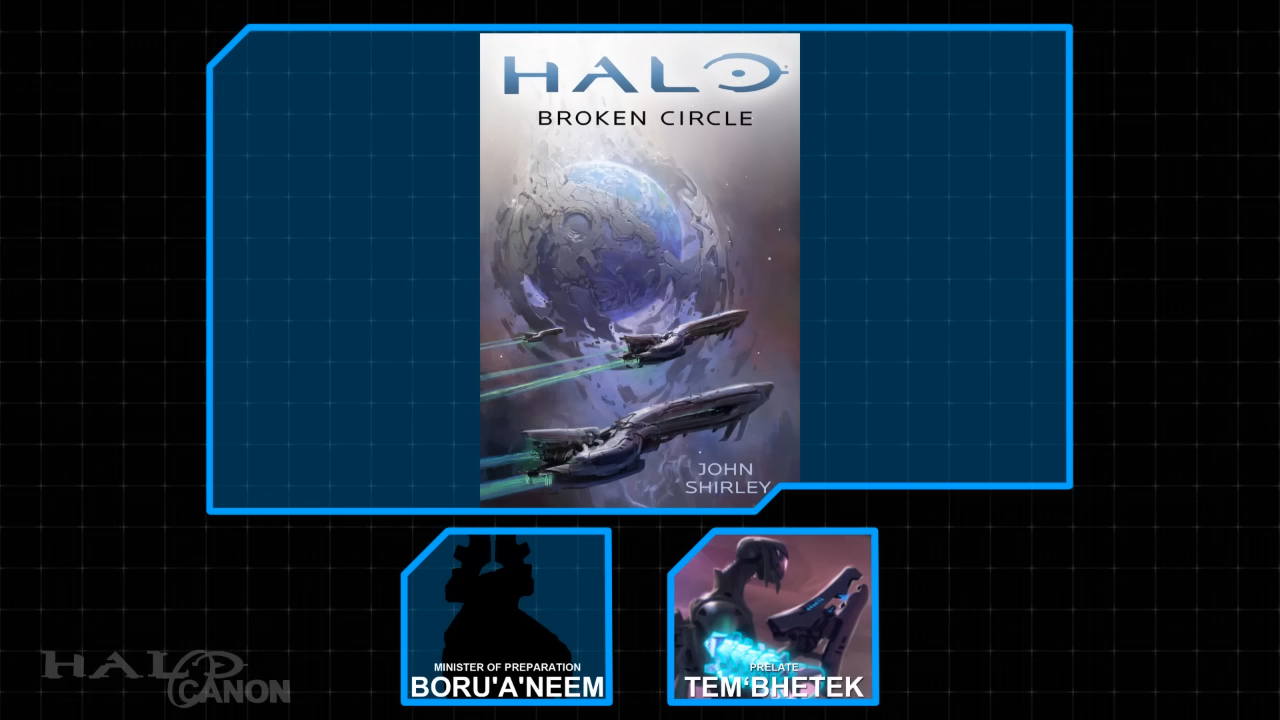 HALO
BROKEN CIRCLE
JOHN
SHIRLEY
MINISTER OF PREPARATION
BORU'A'NEEM
PRELATE
TEM'BHETEK
HALO
CANON